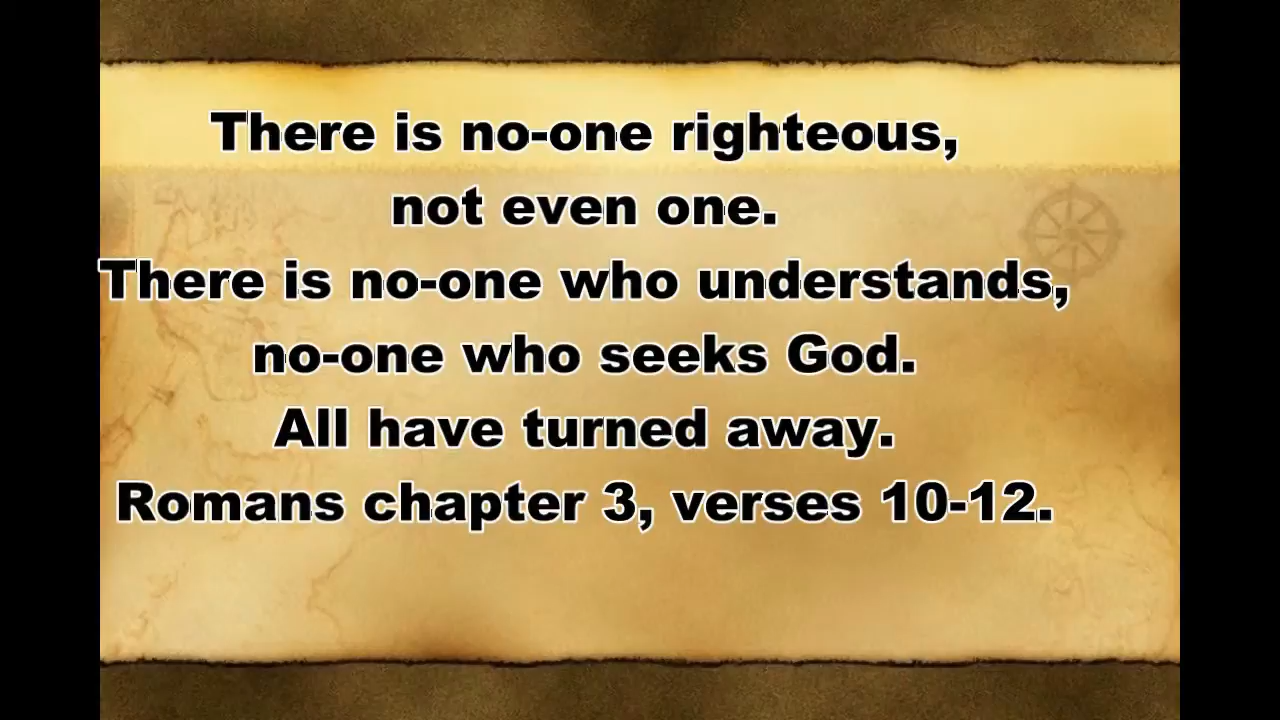 There is no-one righteous,
not even one.
There is no-one who understands,
no-one who seeks God.
All have turned away.
Romans chapter 3, verses 10-12.